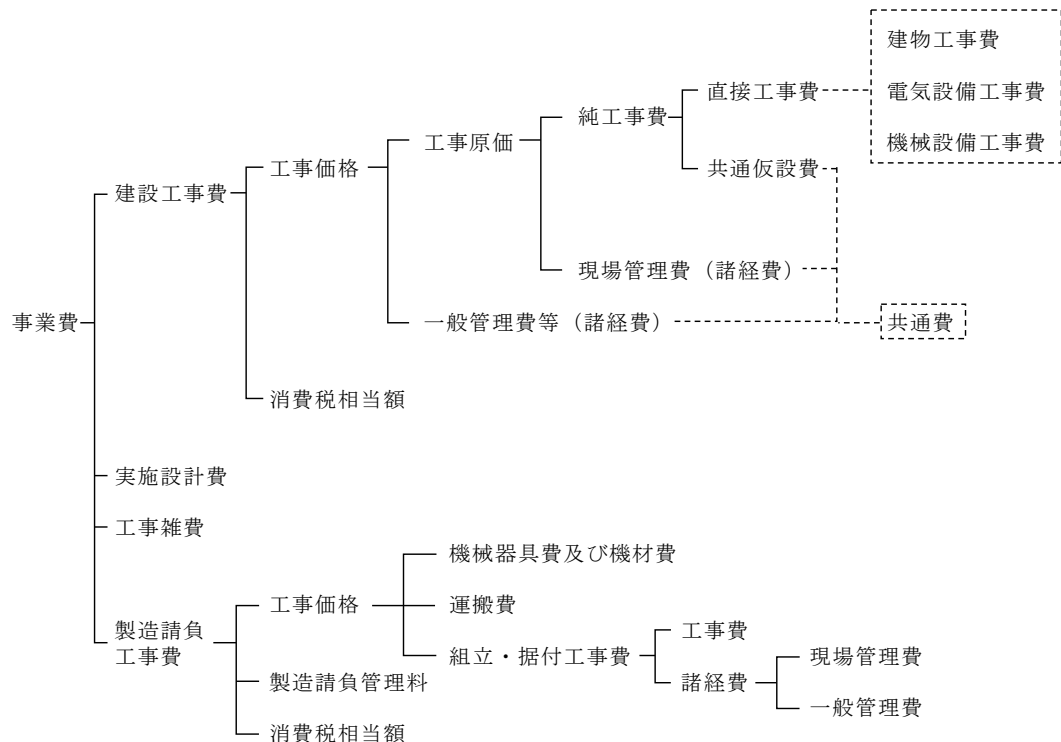 建物工事費
直接工事費
電気設備工事費
純工事費
工事原価
機械設備工事費
工事価格
共通仮設費
建設工事費
現場管理費（諸経費）
事業費
一般管理費等（諸経費）
共通費
消費税相当額
実施設計費
工事雑費
機械器具費及び機材費
工事価格
運搬費
製造請負
工事費
工事費
組立・据付工事費
現場管理費
製造請負管理料
諸経費
一般管理費
消費税相当額